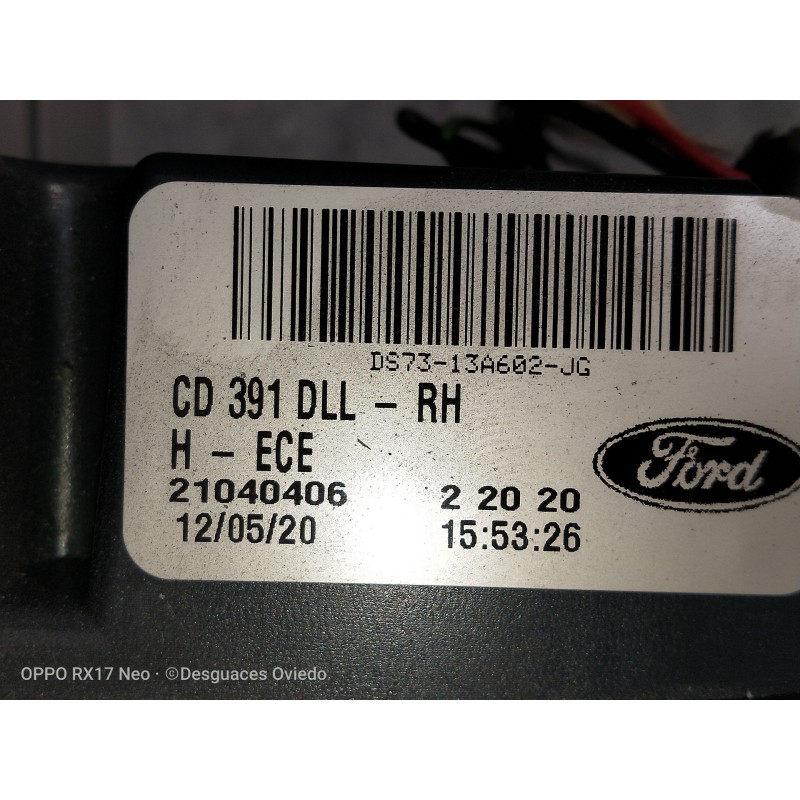 DS73-13A602-JG
CD 391 DLL - RH
H - ECE
Ford
21040406 2 20 20
12/05/20 15:53:26
OPPO RX17 Neo · ©Desguaces Oviedo